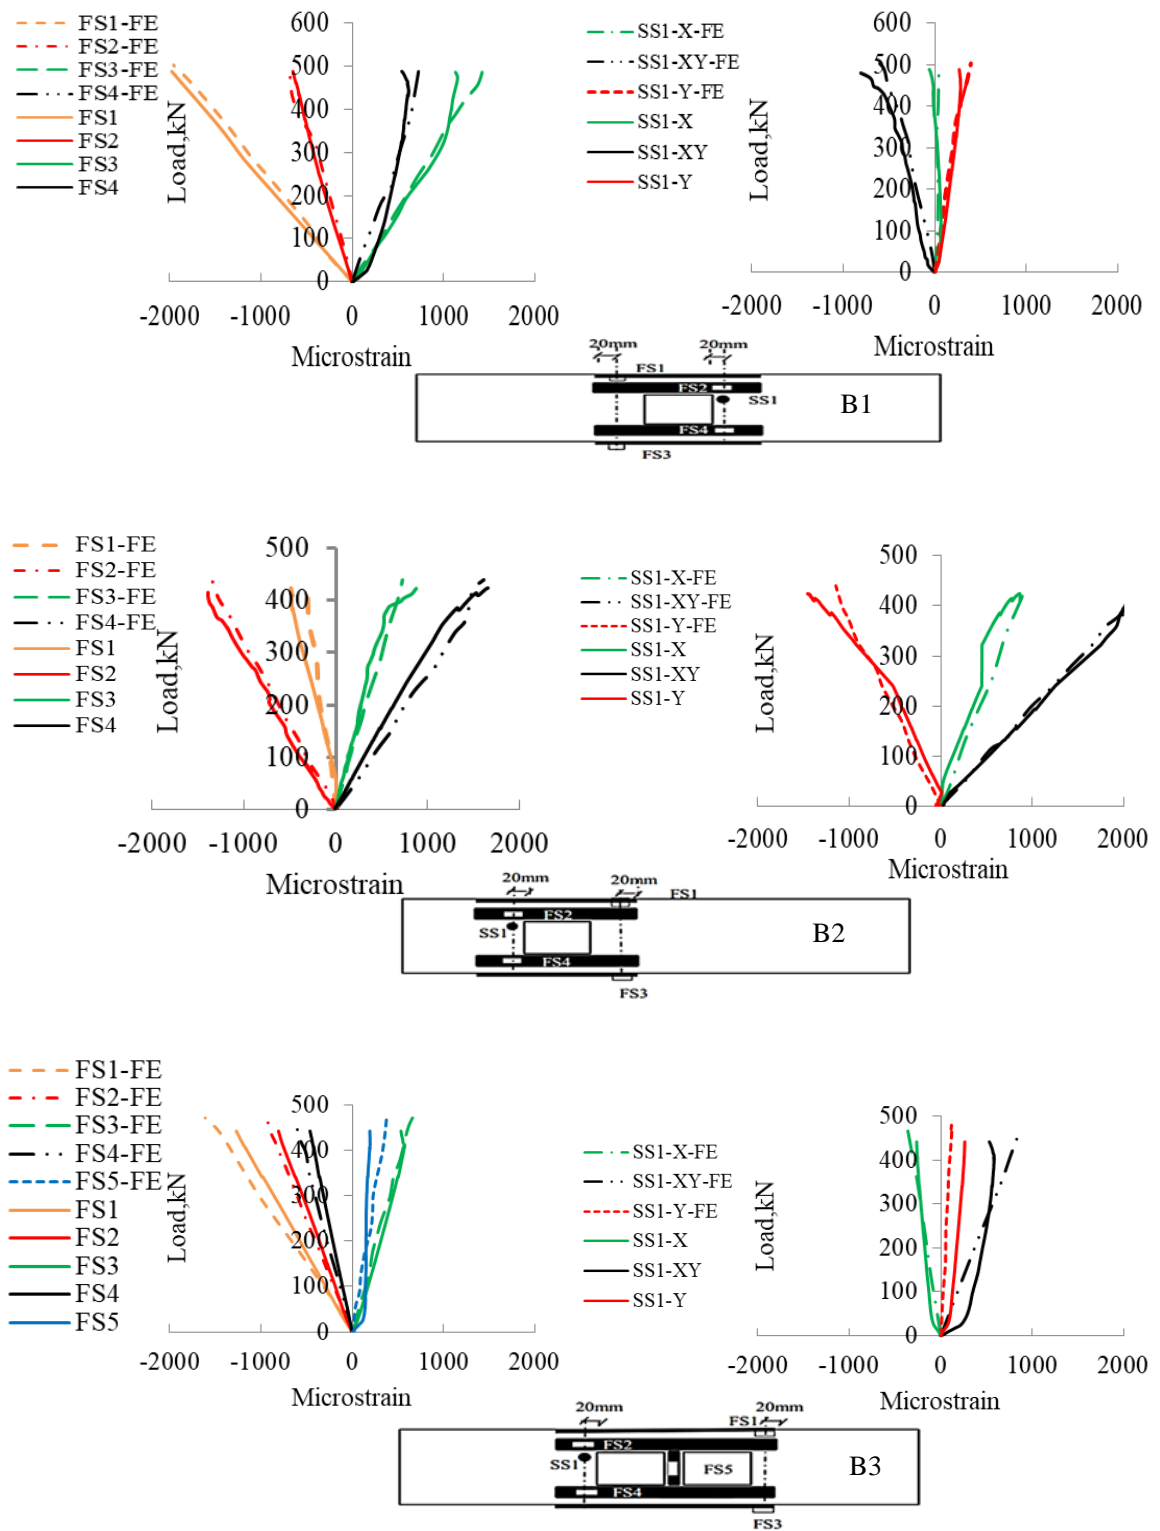 FS1-FE
FS2-FE
FS3-FE
FS4-FE
FS1
FS2
FS3
FS4
Load,kN
600
500
400
300
200
100
0
-2000 -1000 0 1000 2000
Microstrain
SS1-X-FE
SS1-XY-FE
SS1-Y-FE
SS1-X
SS1-XY
SS1-Y
Load,kN
600
500
400
300
200
100
0
-2000 -1000 0 1000 2000
Microstrain
20mm 20mm
FS1
FS2
SS1
FS4
FS3
B1
FS1-FE
FS2-FE
FS3-FE
FS4-FE
FS1
FS2
FS3
FS4
Load,kN
500
400
300
200
100
0
-2000 -1000 0 1000 2000
Microstrain
SS1-X-FE
SS1-XY-FE
SS1-Y-FE
SS1-X
SS1-XY
SS1-Y
Load,kN
500
400
300
200
100
0
-2000 -1000 0 1000 2000
Microstrain
20mm 20mm
FS1
FS2
SS1
FS4
FS3
B2
FS1-FE
FS2-FE
FS3-FE
FS4-FE
FS5-FE
FS1
FS2
FS3
FS4
FS5
Load,kN
500
400
300
200
100
0
-2000 -1000 0 1000 2000
Microstrain
SS1-X-FE
SS1-XY-FE
SS1-Y-FE
SS1-X
SS1-XY
SS1-Y
Load,kN
500
400
300
200
100
0
-2000 -1000 0 1000 2000
Microstrain
20mm 20mm
FS1
FS2
SS1
FS5
FS4
FS3
B3